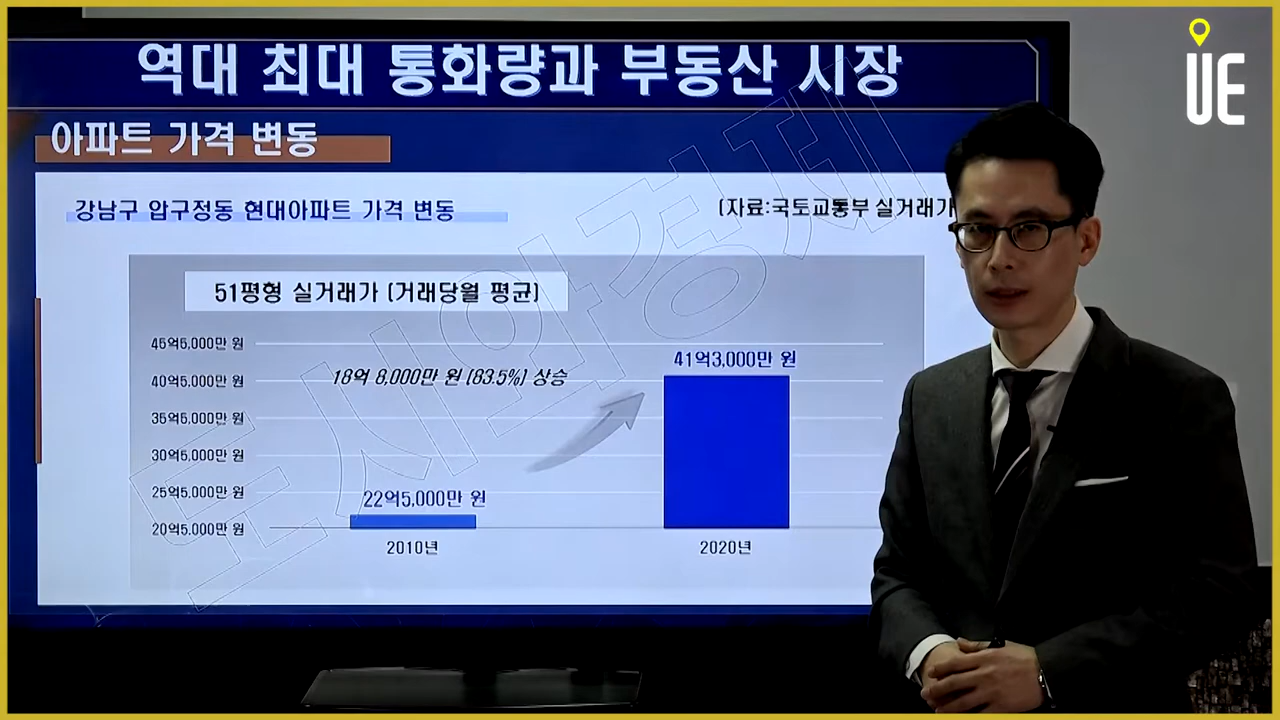 역대 최대 통화량과 부동산 시장
UE
아파트 가격 변동
강남구 압구정동 현대아파트 가격 변동
(자료:국토교통부 실거래가
51평형 실거래가 (거래당월 평균)
45억5,000만 원
40억5,000만 원
35억5,000만 원
30억5,000만 원
25억5,000만 원
20억5,000만 원
18억 8,000만 원 (83.5%) 상승
41억3,000만 원
22억5,000만 원
2010년
2020년
도시와경제